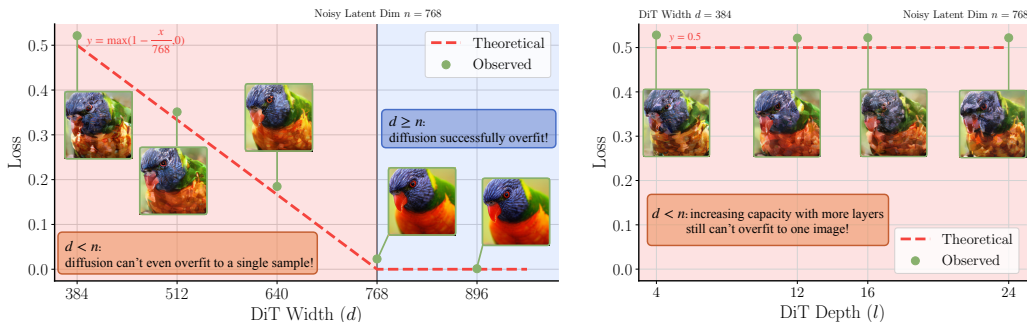 Noisy Latent Dim n = 768
y = max(1 − x/768, 0)
Theoretical
Observed
d ≥ n:
diffusion successfully overfit!
d < n:
diffusion can't even overfit to a single sample!
Loss
0.5
0.4
0.3
0.2
0.1
0.0
384
512
640
768
896
DiT Width (d)
DiT Width d = 384
Noisy Latent Dim n = 768
y = 0.5
d < n: increasing capacity with more layers
still can't overfit to one image!
Theoretical
Observed
Loss
0.5
0.4
0.3
0.2
0.1
0.0
4
12
16
24
DiT Depth (l)